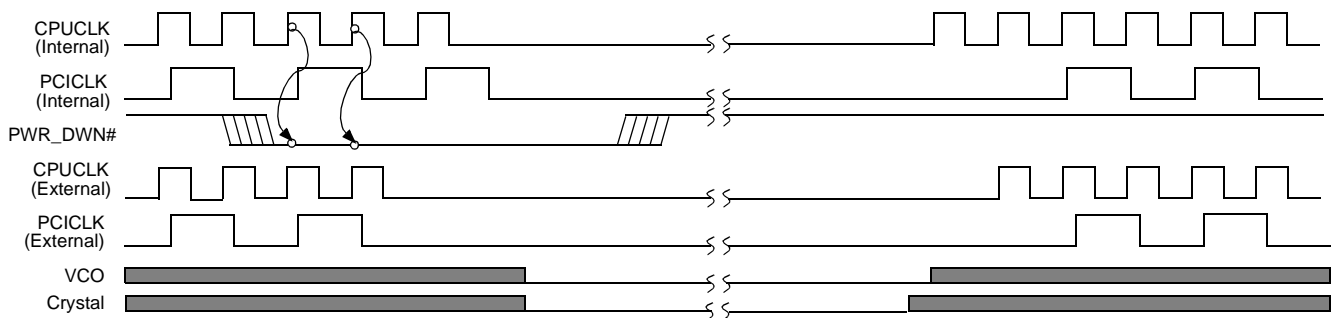 CPUCLK
(Internal)
PCICLK
(Internal)
PWR_DWN#
CPUCLK
(External)
PCICLK
(External)
VCO
Crystal